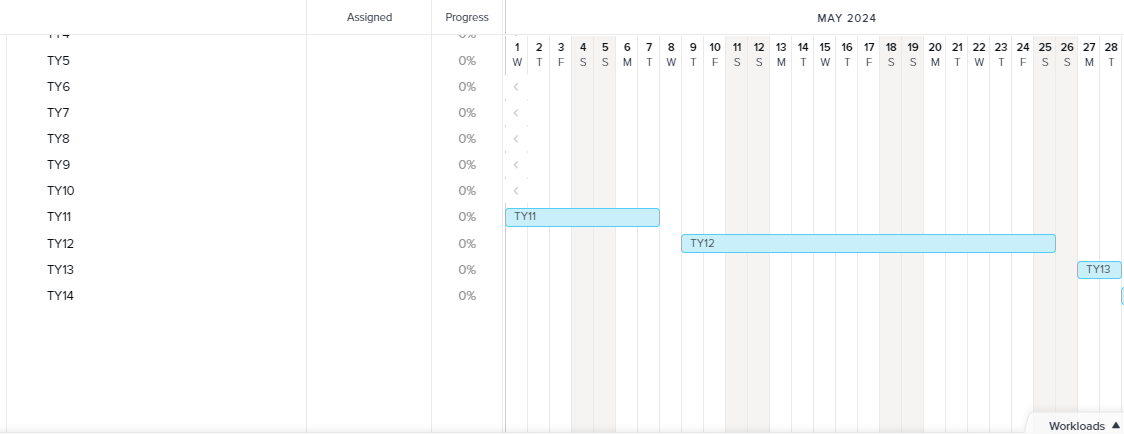 Assigned Progress MAY 2024
1 2 3 4 5 6 7 8 9 10 11 12 13 14 15 16 17 18 19 20 21 22 23 24 25 26 27 28
W T F S S M T W T F S S M T W T F S S M T W T F S S M T
TY4 0%
TY5 0%
TY6 0% <
TY7 0% <
TY8 0% <
TY9 0% <
TY10 0% <
TY11 0% TY11
TY12 0% TY12
TY13 0% TY13
TY14 0%
Workloads ▲